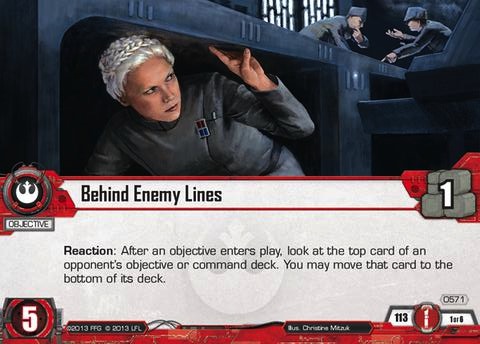 Behind Enemy Lines
1
OBJECTIVE
Reaction: After an objective enters play, look at the top card of an
opponent's objective or command deck. You may move that card to the
bottom of its deck.
0571
5
©2013 FFG © 2013 LFL
Illus. Christine Mitzuk
113
1 of 6